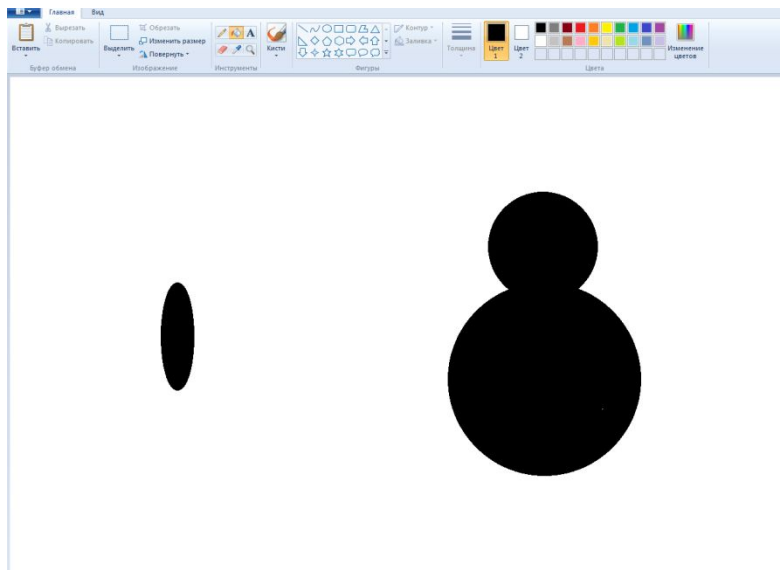 Главная Вид
Вставить
Вырезать
Копировать
Буфер обмена
Выделить
Обрезать
Изменить размер
Повернуть
Изображение
A
Инструменты
Кисти
Контур
Заливка
Фигуры
Толщина
Цвет 1
Цвет 2
Изменение цветов
Цвета